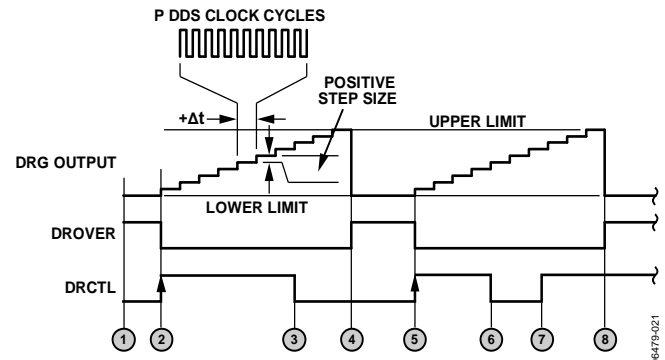 P DDS CLOCK CYCLES
POSITIVE
STEP SIZE
+Δt
UPPER LIMIT
DRG OUTPUT
LOWER LIMIT
DROVER
DRCTL
1 2 3 4 5 6 7 8
6479-021